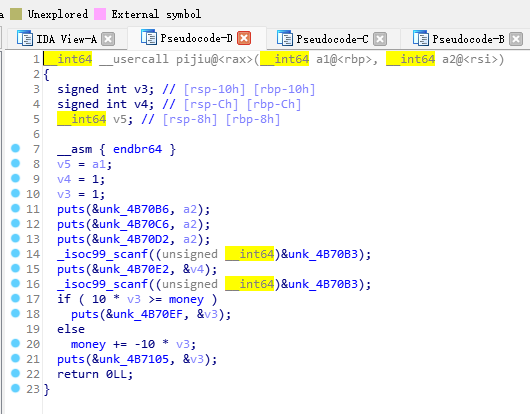 a Unexplored External symbol
IDA View-A Pseudocode-D Pseudocode-C Pseudocode-B
1 __int64 __usercall pijiu@<rax>(__int64 a1@<rbp>, __int64 a2@<rsi>)
2 {
3 signed int v3; // [rsp-10h] [rbp-10h]
4 signed int v4; // [rsp-Ch] [rbp-Ch]
5 __int64 v5; // [rsp-8h] [rbp-8h]
6
7 __asm { endbr64 }
8 v5 = a1;
9 v4 = 1;
10 v3 = 1;
11 puts(&unk_4B70B6, a2);
12 puts(&unk_4B70C6, a2);
13 puts(&unk_4B70D2, a2);
14 _isoc99_scanf((unsigned __int64)&unk_4B70B3);
15 puts(&unk_4B70E2, &v4);
16 _isoc99_scanf((unsigned __int64)&unk_4B70B3);
17 if ( 10 * v3 >= money )
18 puts(&unk_4B70EF, &v3);
19 else
20 money += -10 * v3;
21 puts(&unk_4B7105, &v3);
22 return 0LL;
23 }